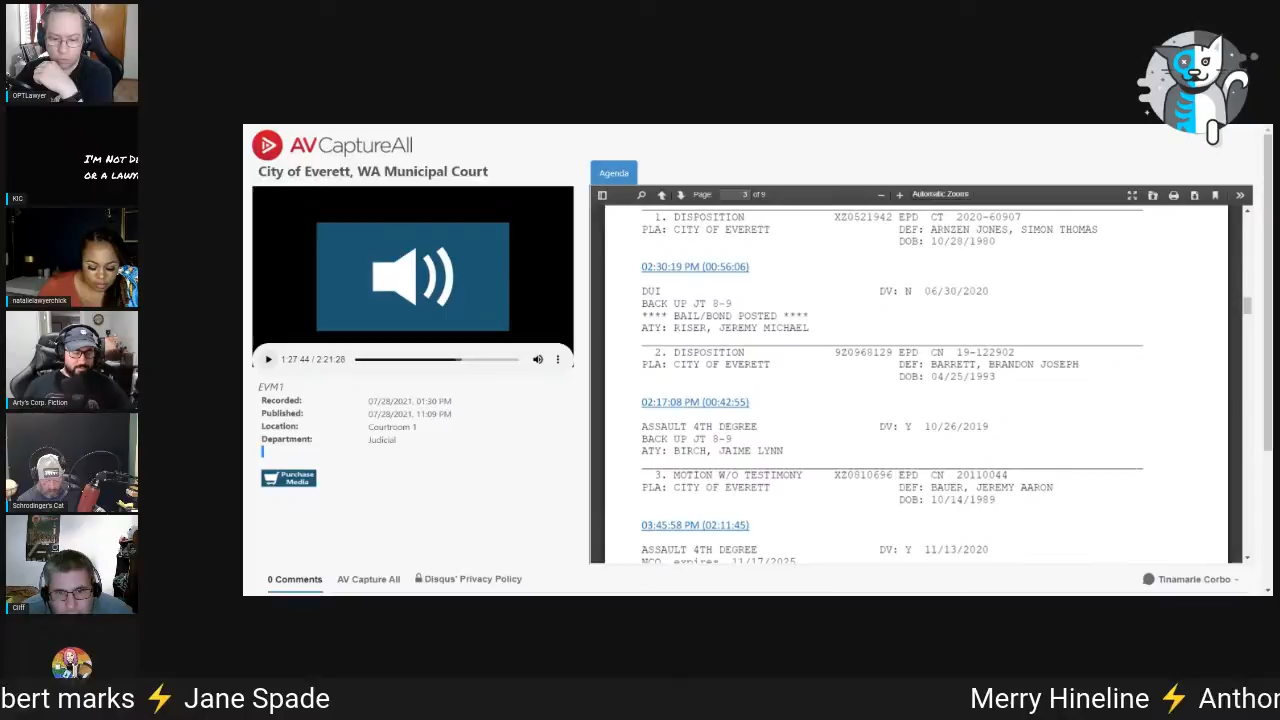 OPTLawyer
I'M NOT DE
OR A LAWY
KIC
natalielawyerchick
Arty's Corp. Fiction
Schrodinger's Cat
Cliff
AVCaptureAll
City of Everett, WA Municipal Court
1:27:44 / 2:21:28
EVM1
Recorded: 07/28/2021, 01:30 PM
Published: 07/28/2021, 11:09 PM
Location: Courtroom 1
Department: Judicial
Purchase
Media
Agenda
Page: 3 of 9 Automatic Zooms
1. DISPOSITION XZ0521942 EPD CT 2020-60907
PLA: CITY OF EVERETT DEF: ARNZEN JONES, SIMON THOMAS
DOB: 10/28/1980
02:30:19 PM (00:56:06)
DUI DV: N 06/30/2020
BACK UP JT 8-9
**** BAIL/BOND POSTED ****
ATY: RISER, JEREMY MICHAEL
2. DISPOSITION 9Z0968129 EPD CN 19-122902
PLA: CITY OF EVERETT DEF: BARRETT, BRANDON JOSEPH
DOB: 04/25/1993
02:17:08 PM (00:42:55)
ASSAULT 4TH DEGREE DV: Y 10/26/2019
BACK UP JT 8-9
ATY: BIRCH, JAIME LYNN
3. MOTION W/O TESTIMONY XZ0810696 EPD CN 20110044
PLA: CITY OF EVERETT DEF: BAUER, JEREMY AARON
DOB: 10/14/1989
03:45:58 PM (02:11:45)
ASSAULT 4TH DEGREE DV: Y 11/13/2020
NCO expires 11/17/2025
0 Comments AV Capture All Disqus' Privacy Policy Tinamarie Corbo
bert marks ⚡ Jane Spade Merry Hineline ⚡ Anthor